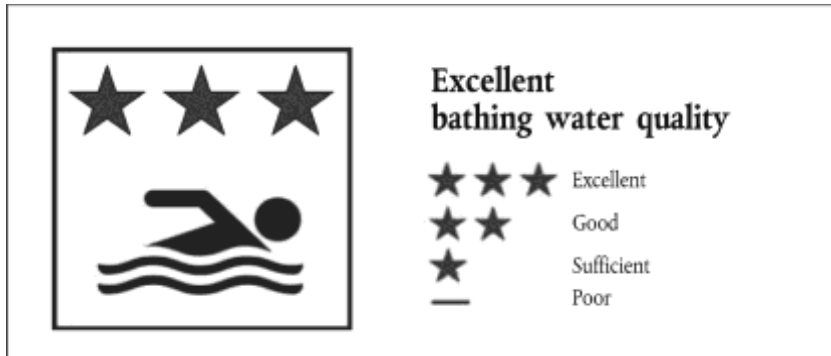 Excellent
bathing water quality
Excellent
Good
Sufficient
Poor